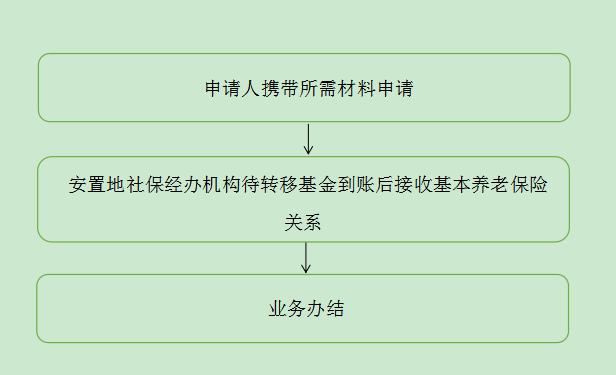 申请人携带所需材料申请
安置地社保经办机构待转移基金到账后接收基本养老保险
关系
业务办结